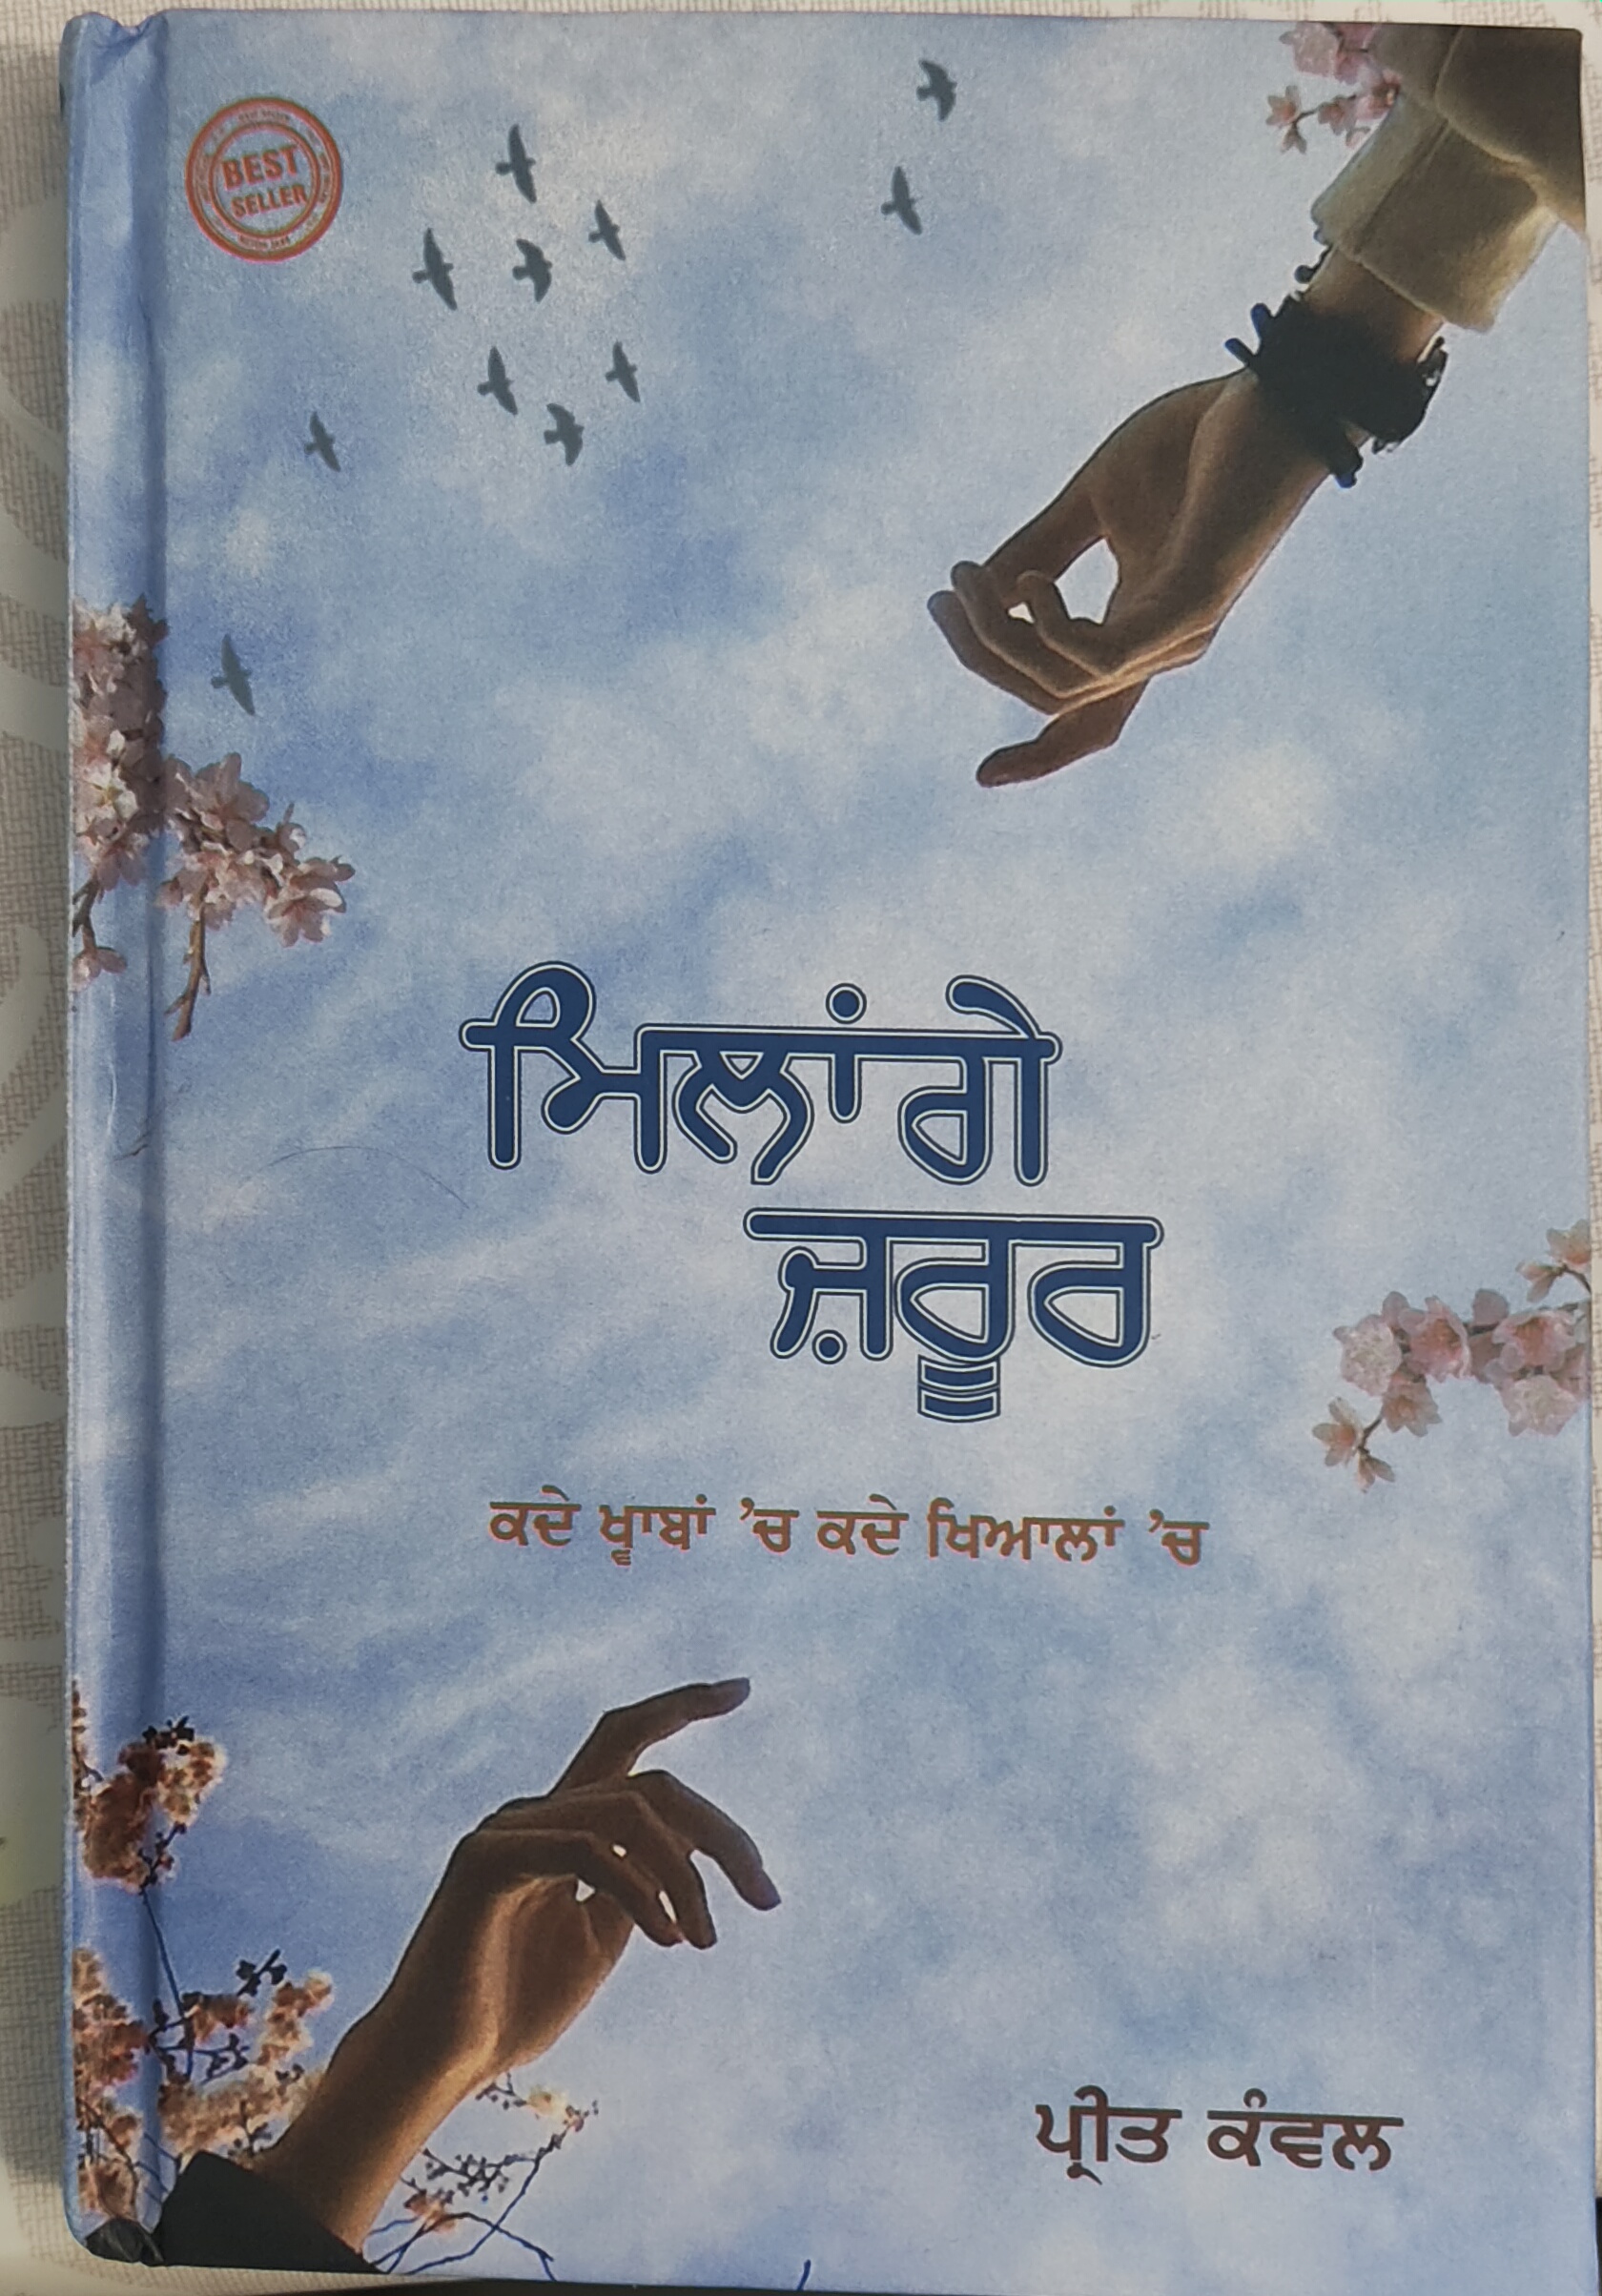 BEST
SELLER
ਮਿਲਾਂਗੇ
ਜ਼ਰੂਰ
ਕਦੇ ਖ਼੍ਵਾਬਾਂ ’ਚ ਕਦੇ ਖਿਆਲਾਂ ’ਚ
ਪ੍ਰੀਤ ਕੰਵਲ